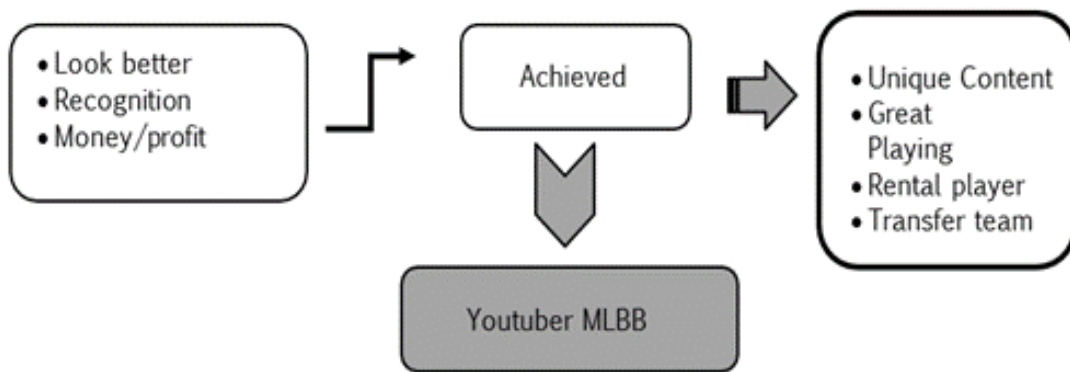 • Look better
• Recognition
• Money/profit
Achieved
• Unique Content
• Great
Playing
• Rental player
• Transfer team
Youtuber MLBB